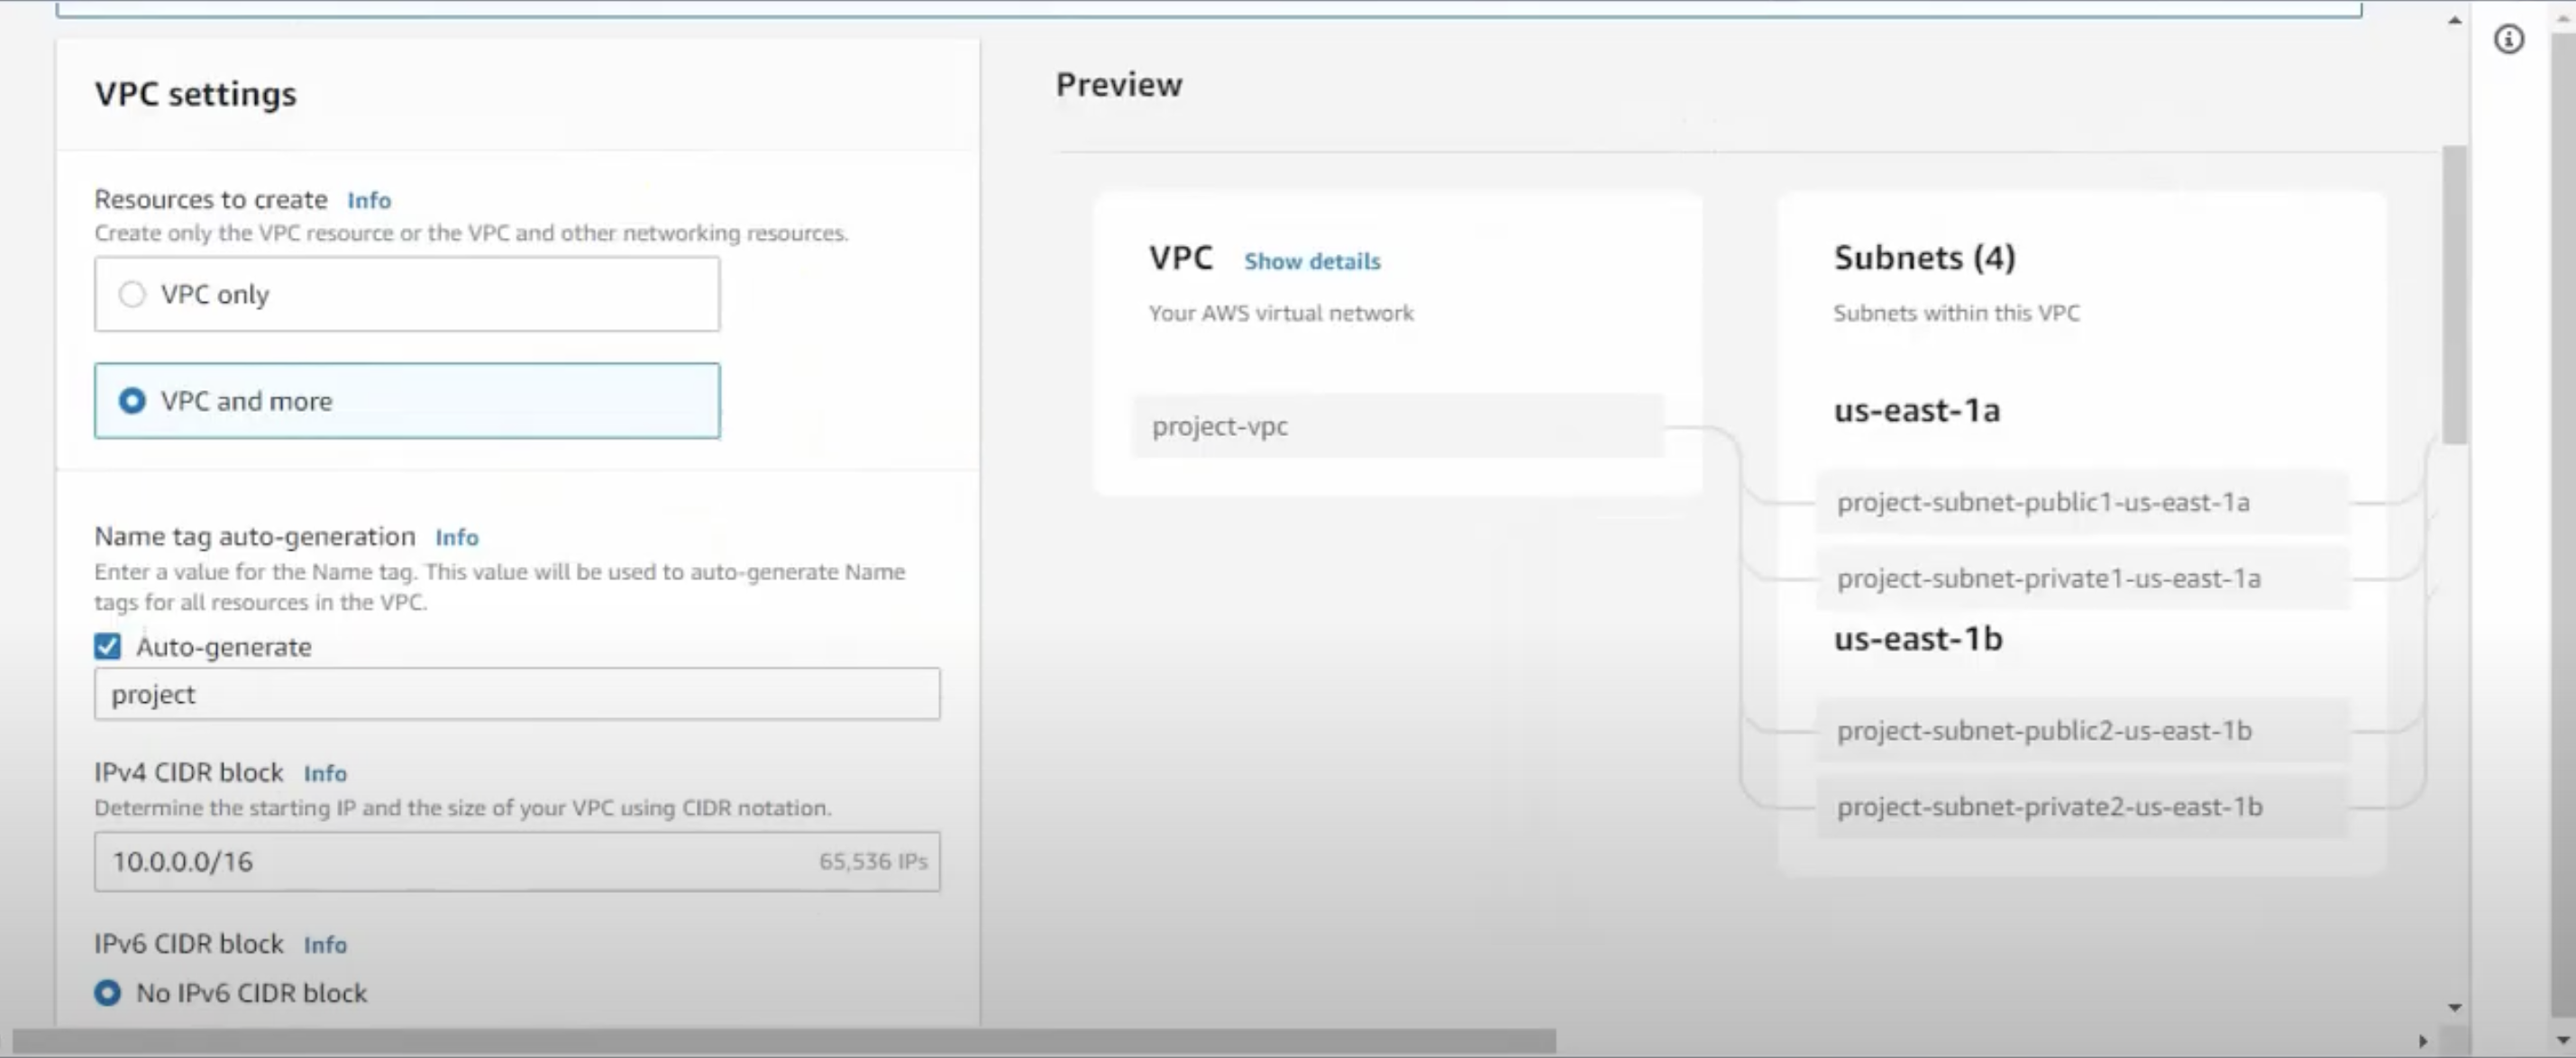 VPC settings
Resources to create Info
Create only the VPC resource or the VPC and other networking resources.
VPC only
VPC and more
Name tag auto-generation Info
Enter a value for the Name tag. This value will be used to auto-generate Name
tags for all resources in the VPC.
Auto-generate
project
IPv4 CIDR block Info
Determine the starting IP and the size of your VPC using CIDR notation.
10.0.0.0/16 65,536 IPs
IPv6 CIDR block Info
No IPv6 CIDR block
Preview
VPC Show details
Your AWS virtual network
project-vpc
Subnets (4)
Subnets within this VPC
us-east-1a
project-subnet-public1-us-east-1a
project-subnet-private1-us-east-1a
us-east-1b
project-subnet-public2-us-east-1b
project-subnet-private2-us-east-1b